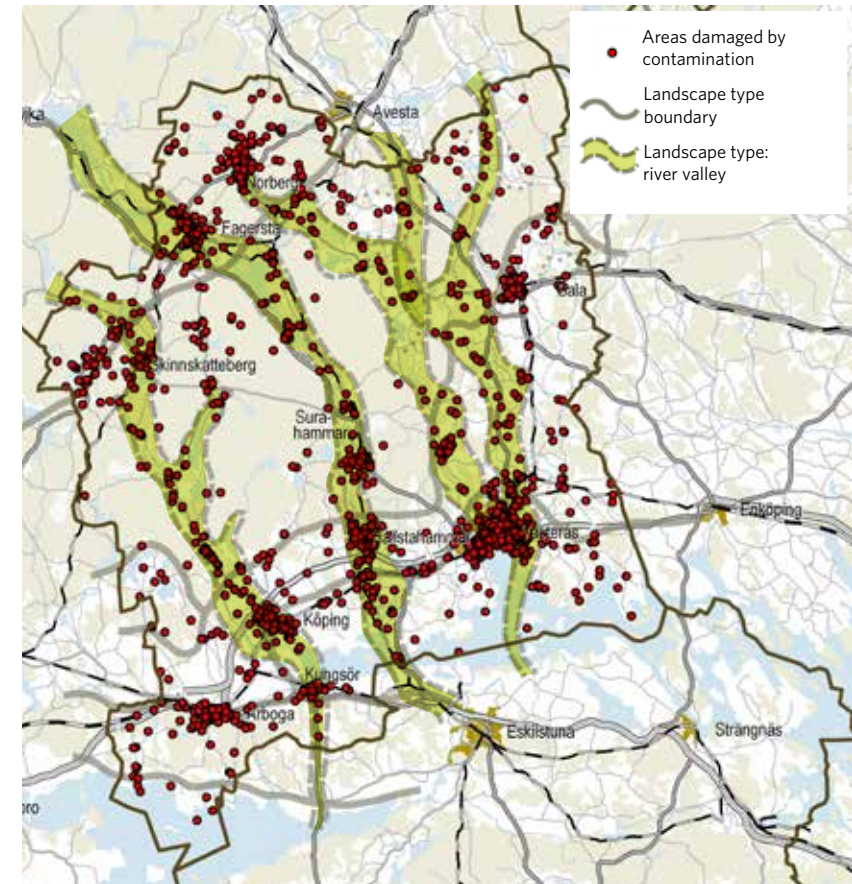 Areas damaged by
contamination
Landscape type
boundary
Landscape type:
river valley
Avesta
Norberg
Fagersta
Sala
Skinnskatteberg
Sura-
hammar
Enköping
Köping
Kungsör
Arboga
Eskilstuna
Strängnäs